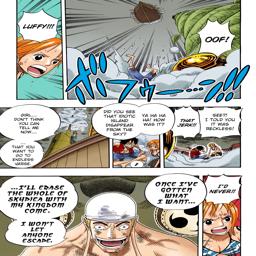 LUFFY!!!
OOF!
ボフゥー…
SEE!? I TOLD YOU IT WAS RECKLESS!
THAT JERK!!
YA HA HA HA! HOW WAS IT?
DID YOU SEE THAT IDIOTIC ISLAND DISAPPEAR FROM THE SKY?
GIRL, DON'T YOU THINK YOU CAN TELL ME NOW...
THAT YOU WANT TO GO TO ENDLESS VARSE.
I'D NEVER!!
ONCE I'VE GOTTEN WHAT I WANT...
...I'LL ERASE THE WHOLE OF SKYPIEA WITH MY KINGDOM COME.
I WON'T LET ANYONE ESCAPE.